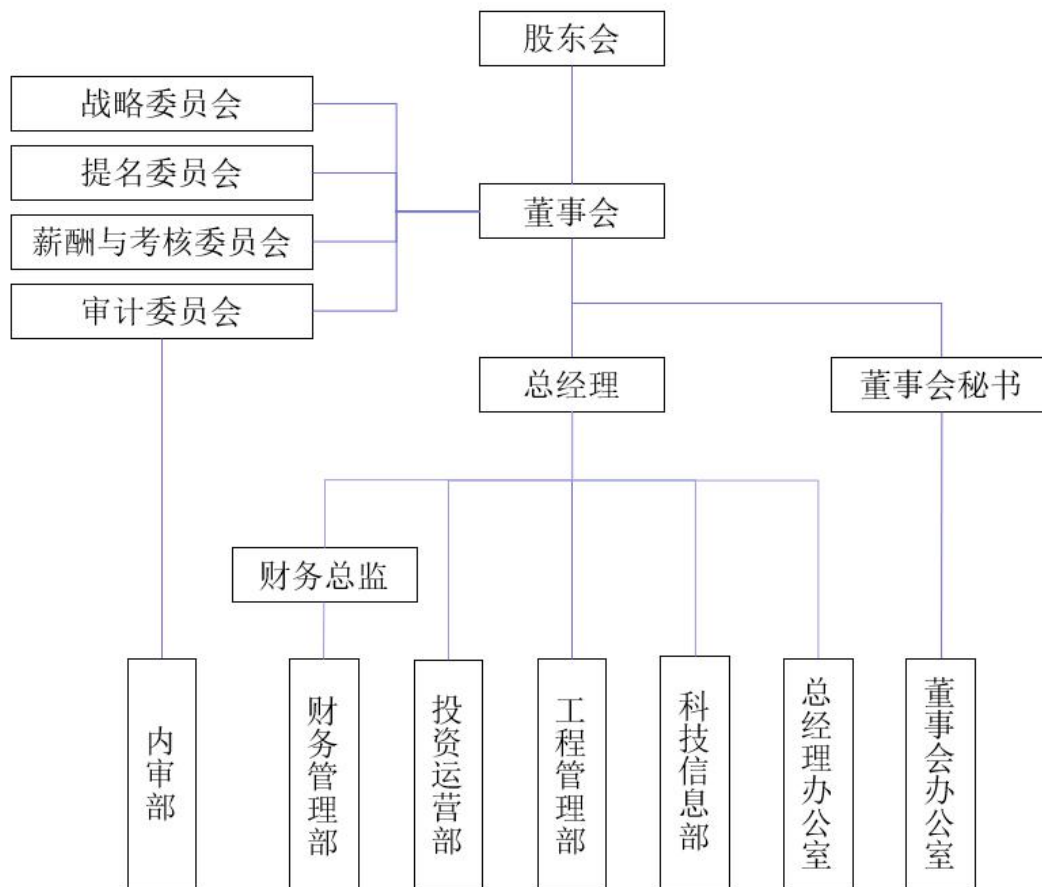 股东会
战略委员会
提名委员会
董事会
薪酬与考核委员会
审计委员会
总经理
董事会秘书
财务总监
内审部
财务管理部
投资运营部
工程管理部
科技信息部
总经理办公室
董事会办公室